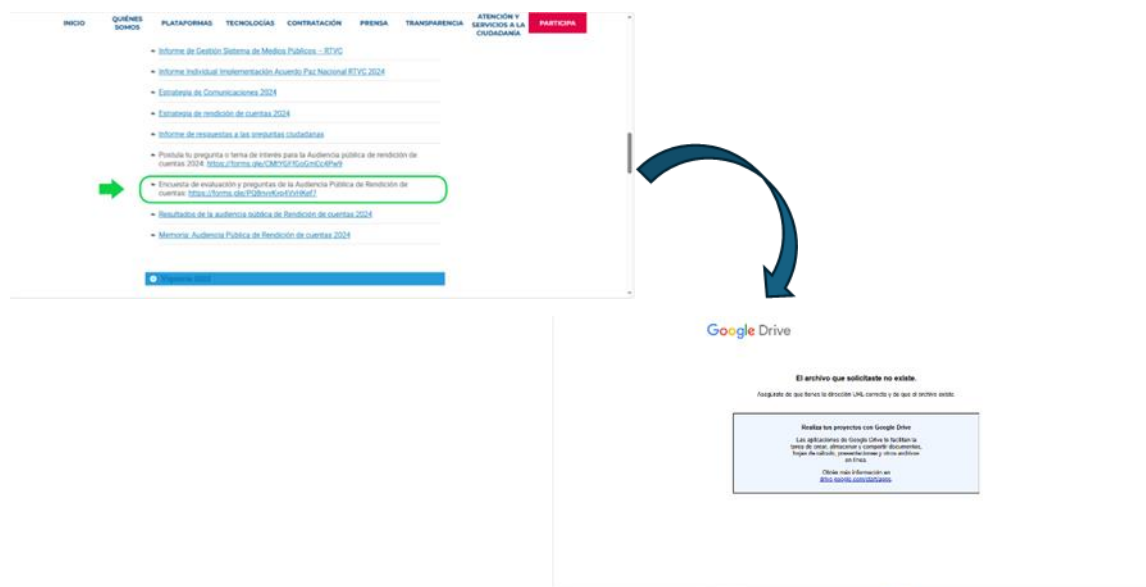 INICIO
QUIÉNES
SOMOS
PLATAFORMAS
TECNOLOGÍAS
CONTRATACIÓN
PRENSA
TRANSPARENCIA
ATENCIÓN Y
SERVICIOS A LA
CIUDADANÍA
PARTICIPA
Informe de Gestión Sistema de Medios Públicos - RTVC
Informe Individual Implementación Acuerdo Paz Nacional RTVC 2024
Estrategia de Comunicaciones 2024
Estrategia de rendición de cuentas 2024
Informe de respuestas a las preguntas ciudadanas
Postula tu pregunta o tema de interés para la Audiencia pública de rendición de
cuentas 2024:
Encuesta de evaluación y preguntas de la Audiencia Pública de Rendición de
cuentas:
Resultados de la audiencia pública de Rendición de cuentas 2024
Memoria: Audiencia Pública de Rendición de cuentas 2024
Vigencia
Google Drive
El archivo que solicitaste no existe.
Asegúrate de que tienes la dirección URL correcta y de que el archivo existe.
Realiza tus proyectos con Google Drive
Las aplicaciones de Google Drive te facilitan la
tarea de crear, almacenar y compartir documentos,
hojas de cálculo, presentaciones y otros archivos
en línea.
Obtén más información en